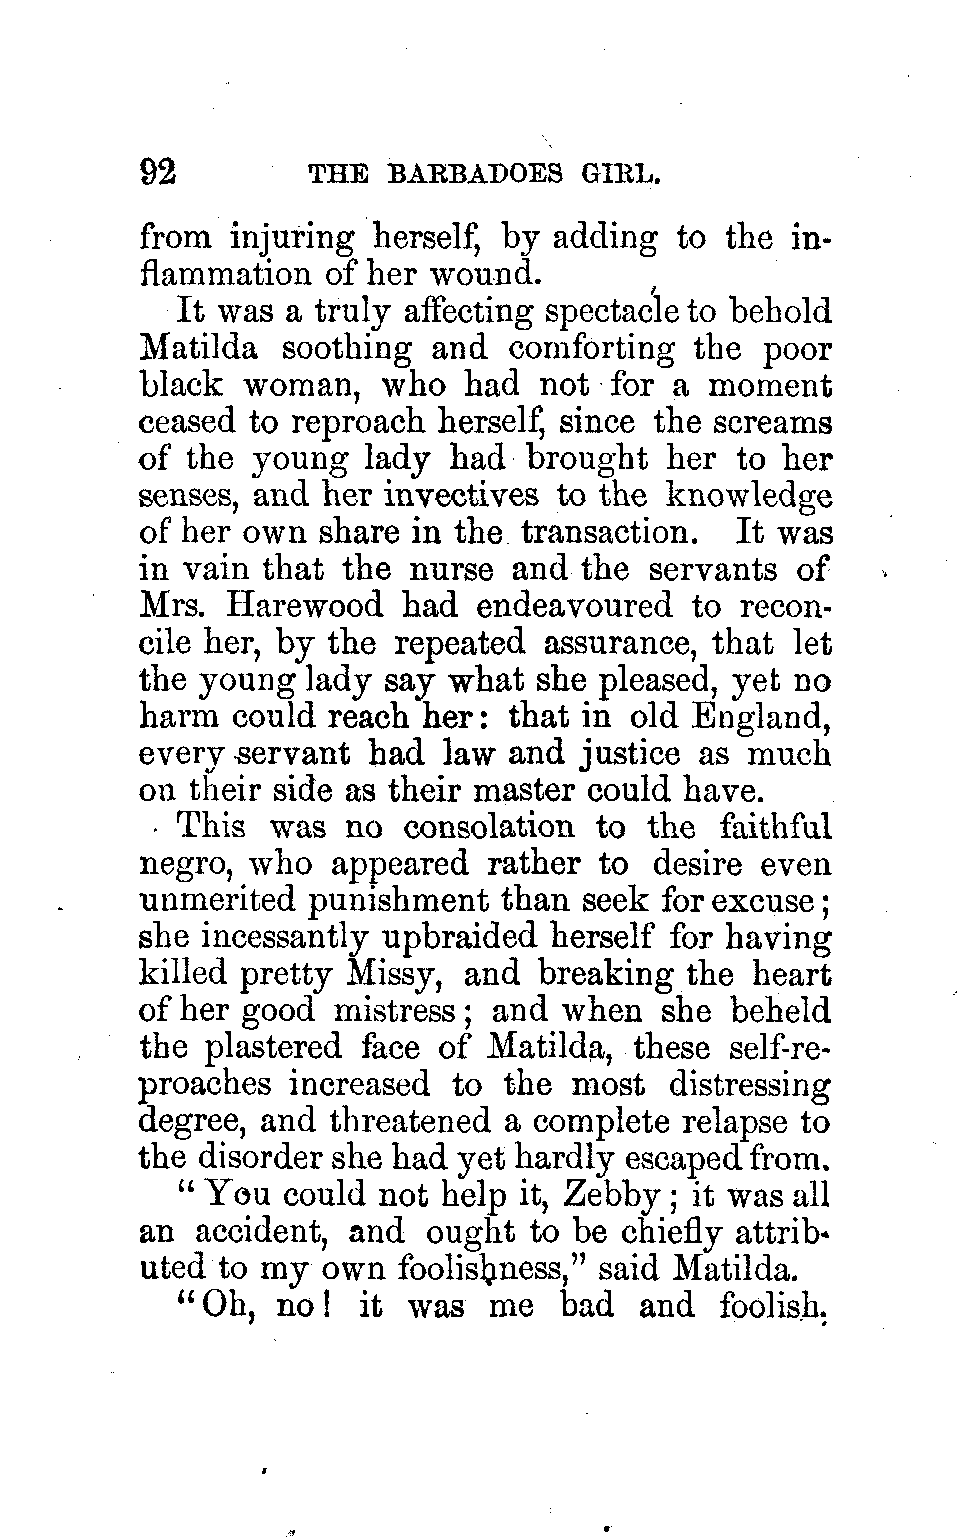 92 THE BARBADOES GIRL.
from injuring herself, by adding to the in-
flammation of her wound.
It was a truly affecting spectacle to behold
Matilda soothing and comforting the poor
black woman, who had not for a moment
ceased to reproach herself, since the screams
of the young lady had brought her to her
senses, and her invectives to the knowledge
of her own share in the transaction. It was
in vain that the nurse and the servants of
Mrs. Harewood had endeavoured to recon-
cile her, by the repeated assurance, that let
the young lady say what she pleased, yet no
harm could reach her: that in old England,
every servant had law and justice as much
on their side as their master could have.
This was no consolation to the faithful
negro, who appeared rather to desire even
unmerited punishment than seek for excuse;
she incessantly upbraided herself for having
killed pretty Missy, and breaking the heart
of her good mistress; and when she beheld
the plastered face of Matilda, these self-re-
proaches increased to the most distressing
degree, and threatened a complete relapse to
the disorder she had yet hardly escaped from.
"You could not help it, Zebby; it was all
an accident, and ought to be chiefly attrib-
uted to my own foolishness," said Matilda.
"Oh, no! it was me bad and foolish.